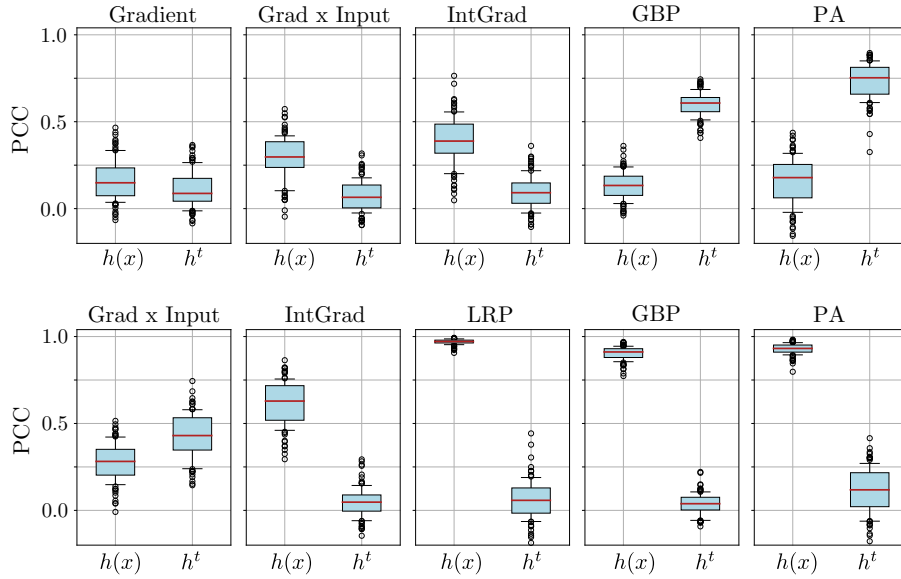 Gradient Grad x Input IntGrad GBP PA
PCC
1.0
0.5
0.0
h(x) h^t h(x) h^t h(x) h^t h(x) h^t h(x) h^t
Grad x Input IntGrad LRP GBP PA
PCC
1.0
0.5
0.0
h(x) h^t h(x) h^t h(x) h^t h(x) h^t h(x) h^t